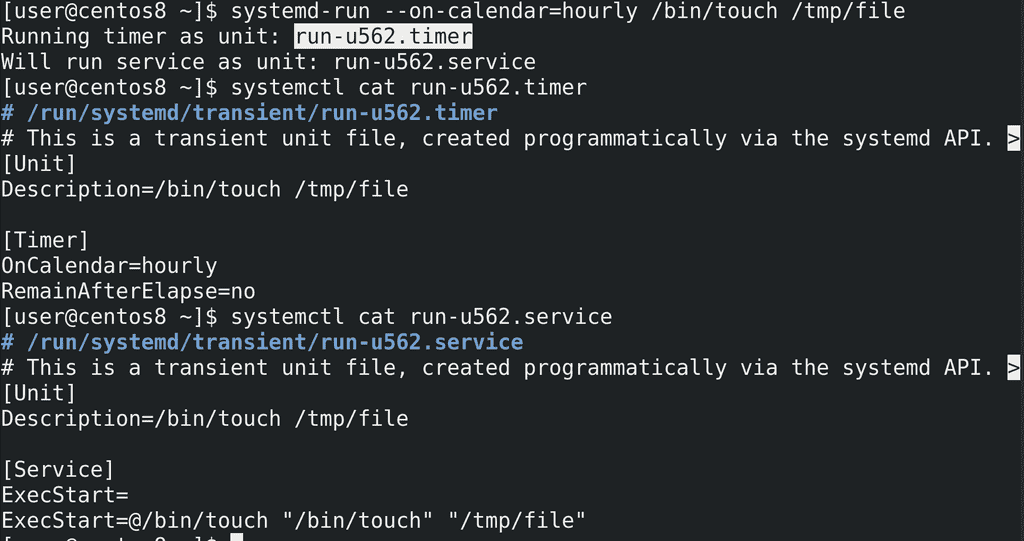 [user@centos8 ~]$ systemd-run --on-calendar=hourly /bin/touch /tmp/file
Running timer as unit: run-u562.timer
Will run service as unit: run-u562.service
[user@centos8 ~]$ systemctl cat run-u562.timer
# /run/systemd/transient/run-u562.timer
# This is a transient unit file, created programmatically via the systemd API. >
[Unit]
Description=/bin/touch /tmp/file

[Timer]
OnCalendar=hourly
RemainAfterElapse=no
[user@centos8 ~]$ systemctl cat run-u562.service
# /run/systemd/transient/run-u562.service
# This is a transient unit file, created programmatically via the systemd API. >
[Unit]
Description=/bin/touch /tmp/file

[Service]
ExecStart=
ExecStart=@/bin/touch "/bin/touch" "/tmp/file"
[user@centos8 ~]$